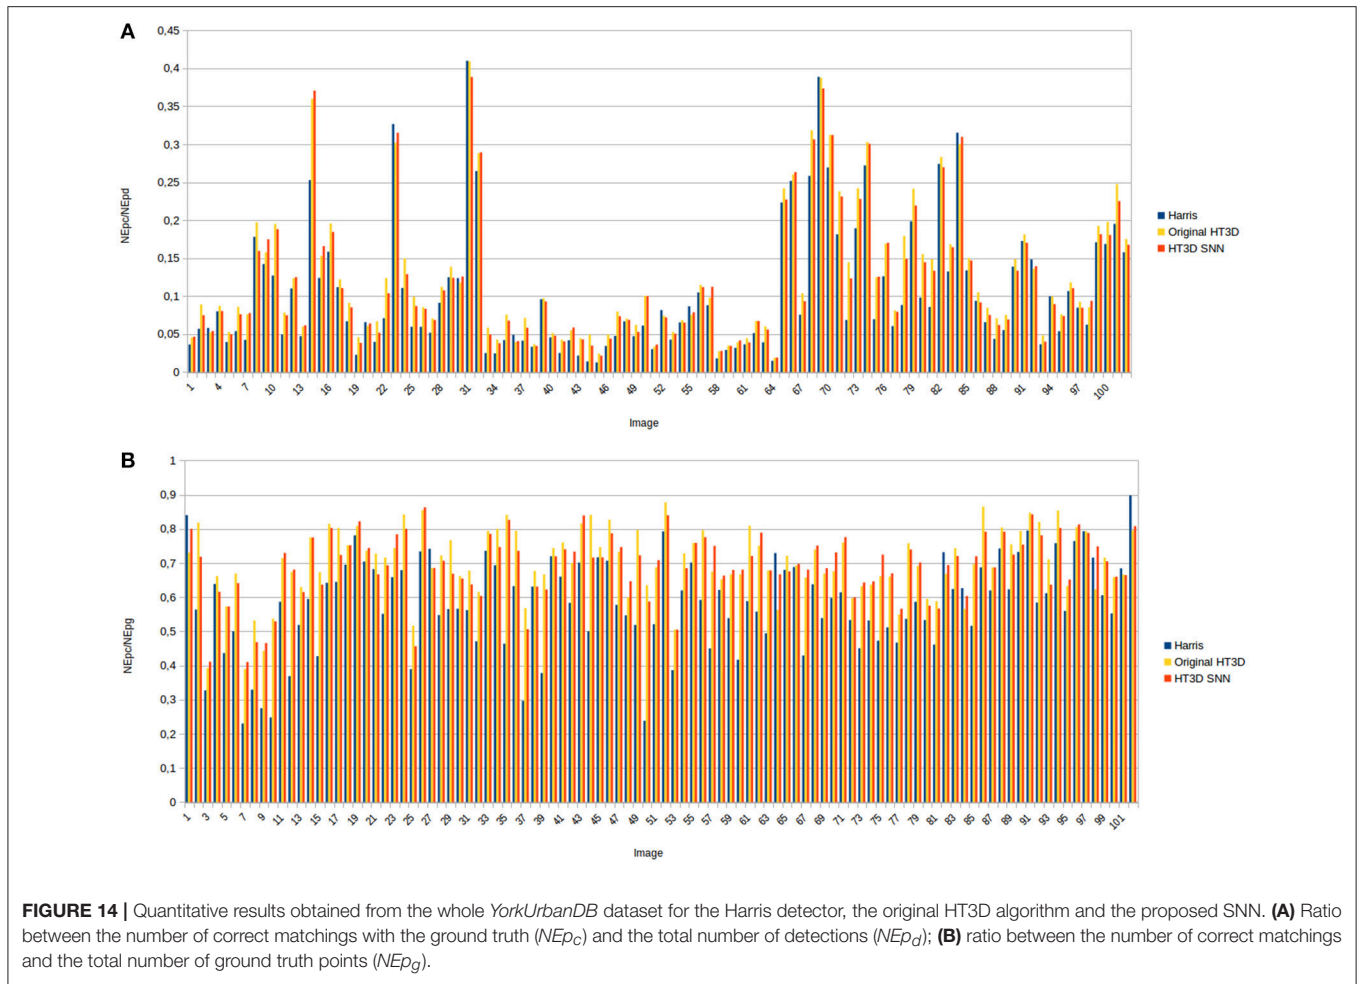 A
0,45
0,4
0,35
0,3
0,25
0,2
0,15
0,1
0,05
0
NEpc/NEpd
1 4 7 10 13 16 19 22 25 28 31 34 37 40 43 46 49 52 55 58 61 64 67 70 73 76 79 82 85 88 91 94 97 100
Image
Harris
Original HT3D
HT3D SNN
B
1
0,9
0,8
0,7
0,6
0,5
0,4
0,3
0,2
0,1
0
NEpc/NEpg
1 3 5 7 9 11 13 15 17 19 21 23 25 27 29 31 33 35 37 39 41 43 45 47 49 51 53 55 57 59 61 63 65 67 69 71 73 75 77 79 81 83 85 87 89 91 93 95 97 99 101
Image
Harris
Original HT3D
HT3D SNN
FIGURE 14 | Quantitative results obtained from the whole YorkUrbanDB dataset for the Harris detector, the original HT3D algorithm and the proposed SNN. (A) Ratio
between the number of correct matchings with the ground truth (NEpc) and the total number of detections (NEpd); (B) ratio between the number of correct matchings
and the total number of ground truth points (NEpg).